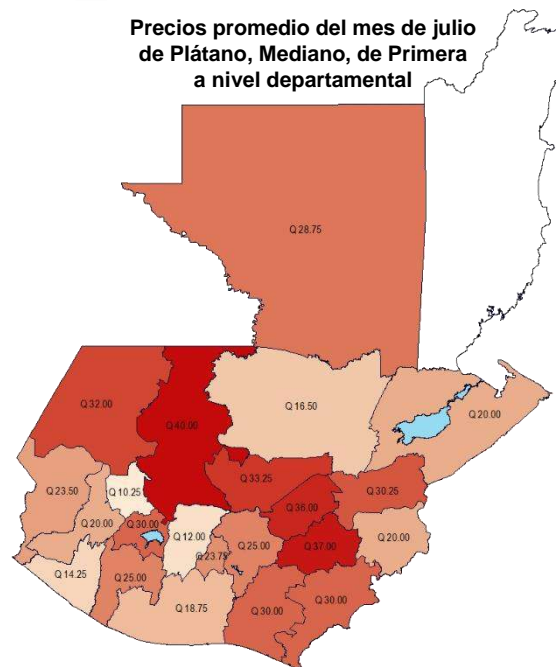 Precios promedio del mes de julio
de Plátano, Mediano, de Primera
a nivel departamental
Q 28.75
Q 32.00
Q 40.00
Q 16.50
Q 20.00
Q 33.25
Q 30.25
Q 23.50
Q 10.25
Q 36.00
Q 20.00
Q 30.00
Q 12.00
Q 25.00
Q 37.00
Q 20.00
Q 23.75
Q 14.25
Q 25.00
Q 18.75
Q 30.00
Q 30.00